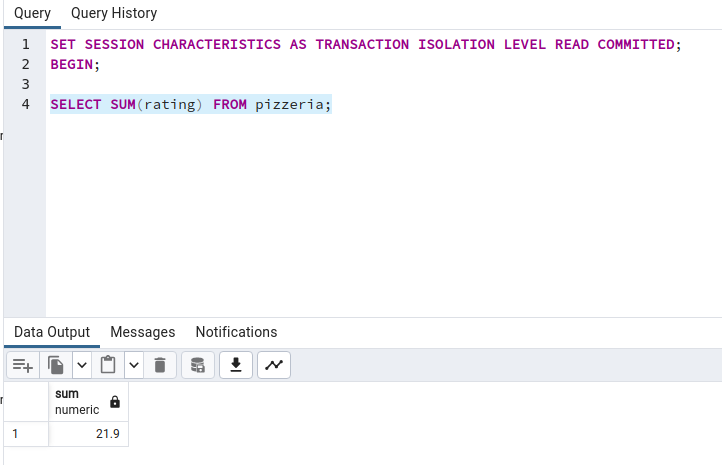 Query Query History
1 SET SESSION CHARACTERISTICS AS TRANSACTION ISOLATION LEVEL READ COMMITTED;
2 BEGIN;
3
4 SELECT SUM(rating) FROM pizzeria;
Data Output Messages Notifications
sum
numeric
1 21.9